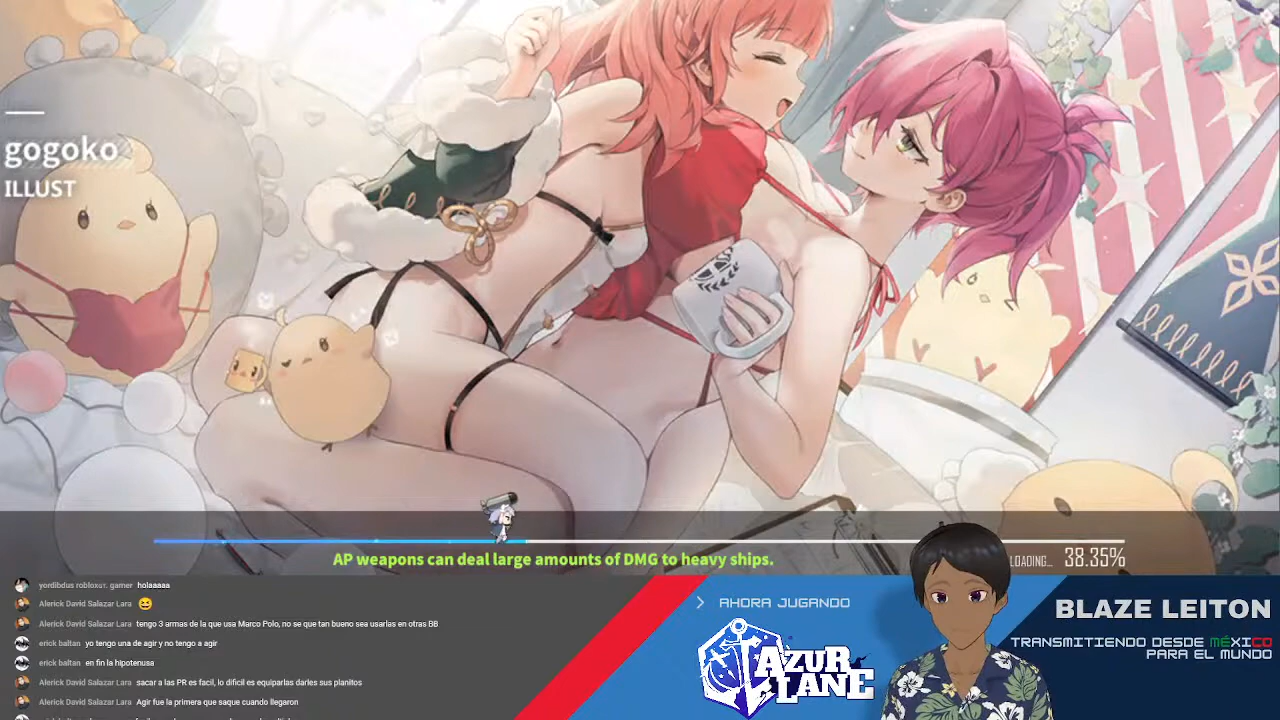 gogoko
ILLUST
AP weapons can deal large amounts of DMG to heavy ships.
LOADING... 38.35%
yordibdus robloxer. gamer holaaaaa
Alerick David Salazar Lara 😆
Alerick David Salazar Lara tengo 3 armas de la que usa Marco Polo, no se que tan bueno sea usarlas en otras BB
erick baltan yo tengo una de agir y no tengo a agir
erick baltan en fin la hipotenusa
Alerick David Salazar Lara sacar a las PR es facil, lo dificil es equiparlas darles sus planitos
Alerick David Salazar Lara Agir fue la primera que saque cuando llegaron
AHORA JUGANDO
AZUR
LANE
BLAZE LEITON
TRANSMITIENDO DESDE MÉXICO
PARA EL MUNDO